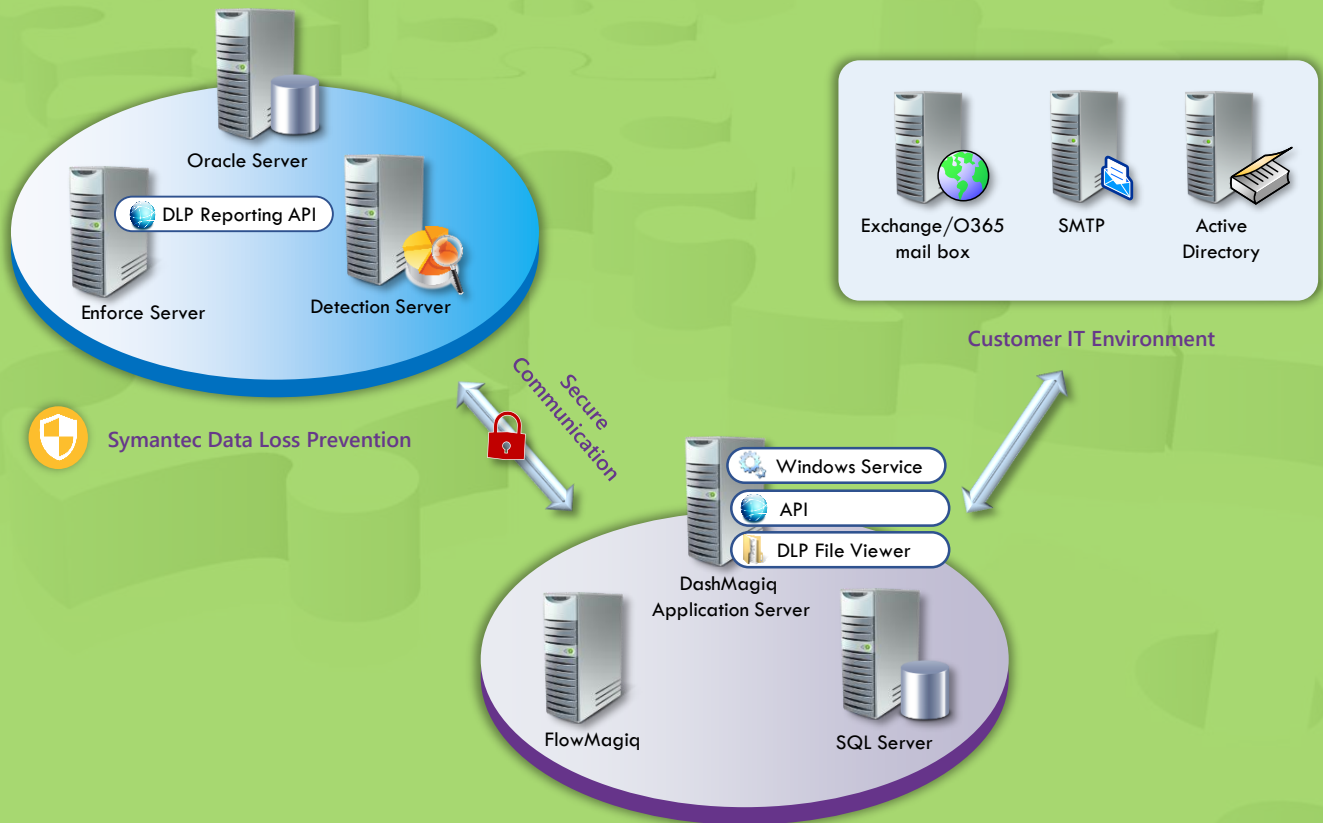 Oracle Server
DLP Reporting API
Enforce Server
Detection Server
Symantec Data Loss Prevention
Secure
Communication
Exchange/O365
mail box
SMTP
Active
Directory
Customer IT Environment
Windows Service
API
DLP File Viewer
DashMagiq
Application Server
FlowMagiq
SQL Server